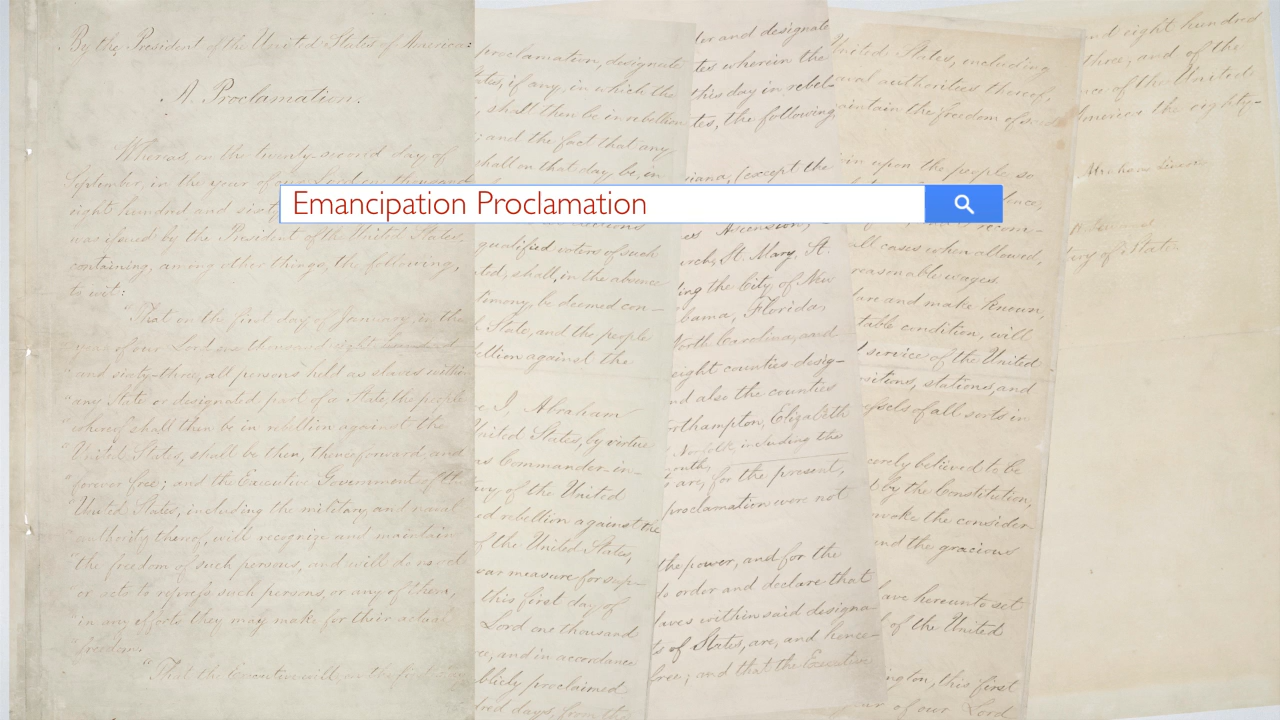 By the President of the United States of America:
A Proclamation.
Whereas, on the twenty-second day of
September, in the year of our Lord one thousand
eight hundred and sixty
was issued by the President of the United States,
containing, among other things, the following,
to wit:
"That on the first day of January, in the
year of our Lord one thousand eight hundred
and sixty-three, all persons held as slaves within
any State or designated part of a State, the people
whereof shall then be in rebellion against the
United States, shall be then, thenceforward, and
forever free; and the Executive Government of the
United States, including the military and naval
authority thereof, will recognize and maintain
the freedom of such persons, and will do no act
or acts to repress such persons, or any of them,
in any efforts they may make for their actual
freedom.
"That the Executive will, on the first
Emancipation Proclamation
proclamation, designate
if any, in which the
shall then be in rebellion
; and the fact that any
shall on that day be, in
qualified voters of such
shall, in the absence
be deemed con-
State, and the people
against the
I, Abraham
United States, by virtue
Commander-in-
of the United
rebellion against the
of the United States,
war measure for sup-
this first day of
Lord one thousand
and in accordance
proclaimed
days, from the
and designate
wherein the
this day in rebel-
the following,
(except the
Ascension,
St. Mary, St.
the City of New
Florida,
North Carolina, and
eight counties desig-
also the counties
Elizabeth
Norfolk, including the
are, for the present,
proclamation were not
the power, and for the
order and declare that
within said designa-
of States, are, and hence-
free; and that the Executive
United States, including
authorities thereof,
maintain the freedom of said
upon the people so
all cases when allowed,
reasonable wages.
and make known,
condition, will
service of the United
stations, and
of all sorts in
believed to be
by the Constitution,
the consider-
and the gracious
have hereunto set
of the United
this first
of our Lord
eight hundred
three, and of the
of the United
America the eighty-
Abraham Lincoln
of State